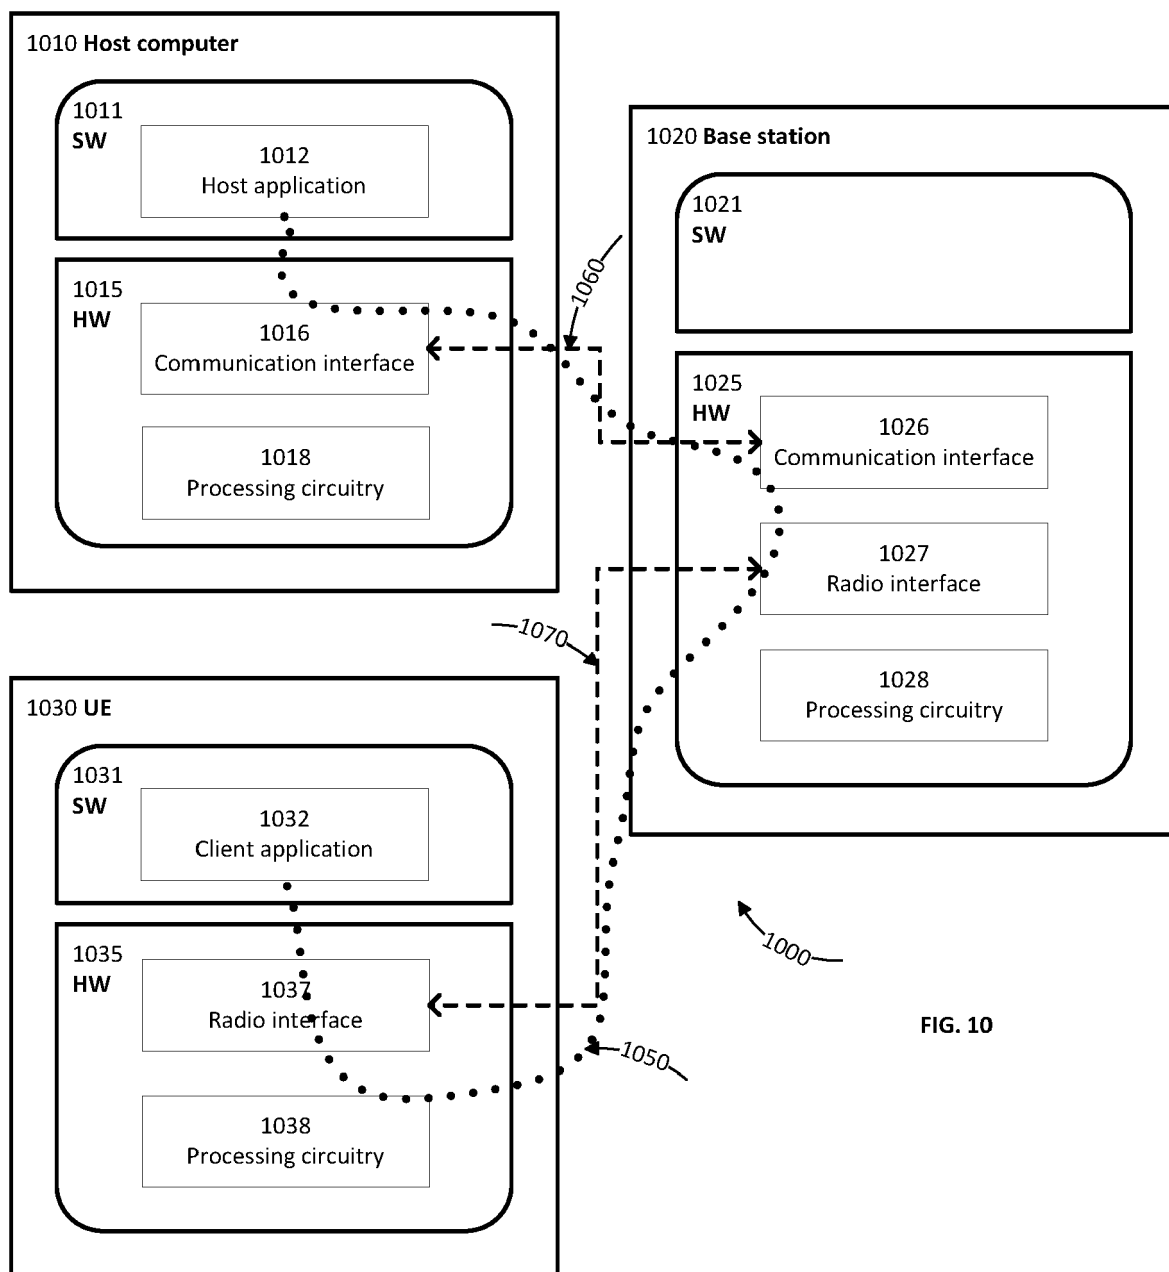 1010 Host computer
1011
SW
1012
Host application
1015
HW
1016
Communication interface
1018
Processing circuitry
1060
1020 Base station
1021
SW
1025
HW
1026
Communication interface
1027
Radio interface
1028
Processing circuitry
1070
1030 UE
1031
SW
1032
Client application
1035
HW
1037
Radio interface
1038
Processing circuitry
1050
1000
FIG. 10